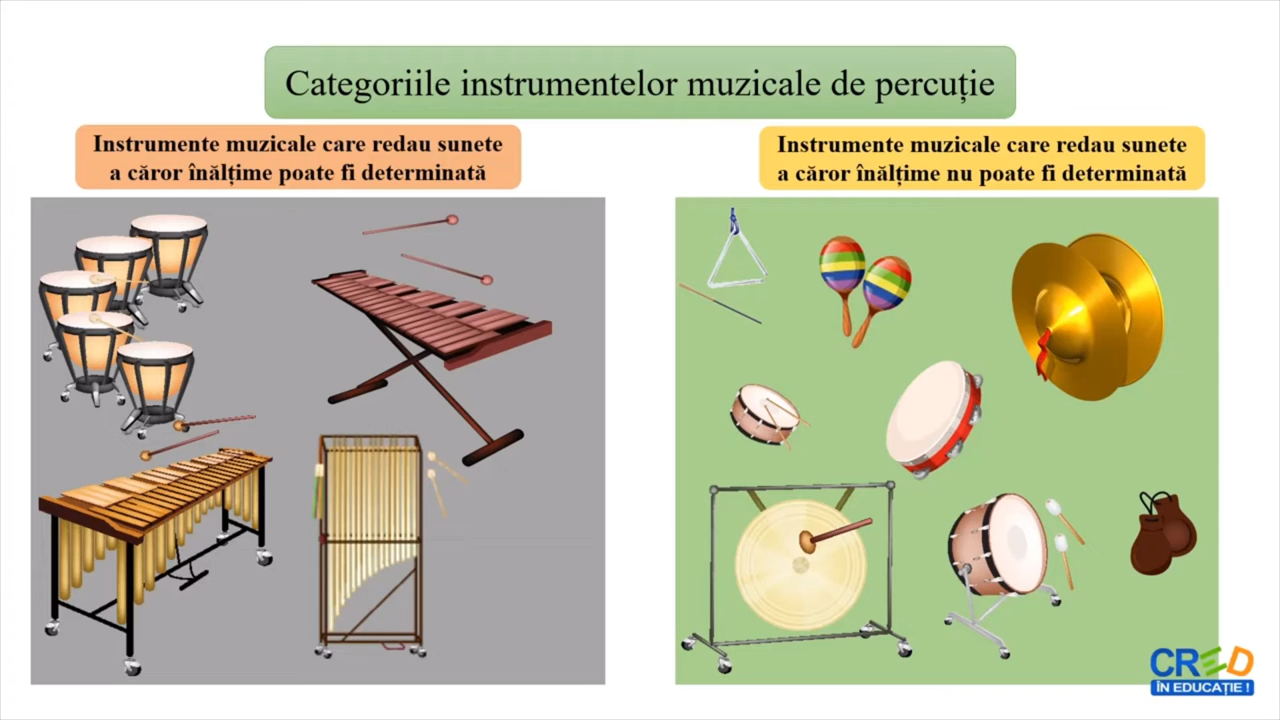 Categoriile instrumentelor muzicale de percuție
Instrumente muzicale care redau sunete
a căror înălțime poate fi determinată
Instrumente muzicale care redau sunete
a căror înălțime nu poate fi determinată
CRED
ÎN EDUCAȚIE !